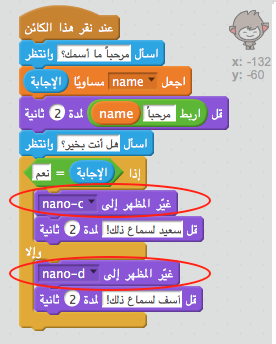 عند نقر هذا الكائن
x: -132
y: -60
اسأل مرحباً ما أسمك؟ وانتظر
اجعل name مساويًا الإجابة
قل اربط مرحباً name لمدة 2 ثانية
اسأل هل أنت بخير؟ وانتظر
إذا الإجابة = نعم
غيّر المظهر إلى nano-c
قل سعيد لسماع ذلك! لمدة 2 ثانية
وإلا
غيّر المظهر إلى nano-d
قل آسف لسماع ذلك! لمدة 2 ثانية